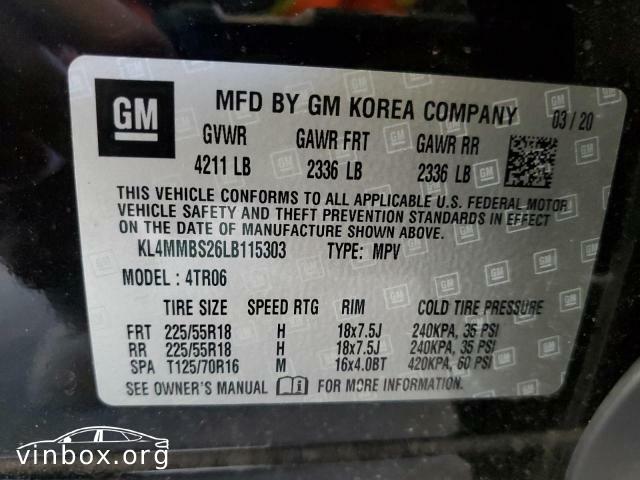 GM
MFD BY GM KOREA COMPANY 03/20
GVWR GAWR FRT GAWR RR
4211 LB 2336 LB 2336 LB
THIS VEHICLE CONFORMS TO ALL APPLICABLE U.S. FEDERAL MOTOR
VEHICLE SAFETY AND THEFT PREVENTION STANDARDS IN EFFECT
ON THE DATE OF MANUFACTURE SHOWN ABOVE.
KL4MMBS26LB115303 TYPE: MPV
MODEL : 4TR06
TIRE SIZE SPEED RTG RIM COLD TIRE PRESSURE
FRT 225/55R18 H 18x7.5J 240KPA, 35 PSI
RR 225/55R18 H 18x7.5J 240KPA, 35 PSI
SPA T125/70R16 M 16x4.0BT 420KPA, 60 PSI
SEE OWNER'S MANUAL FOR MORE INFORMATION.
vinbox.org